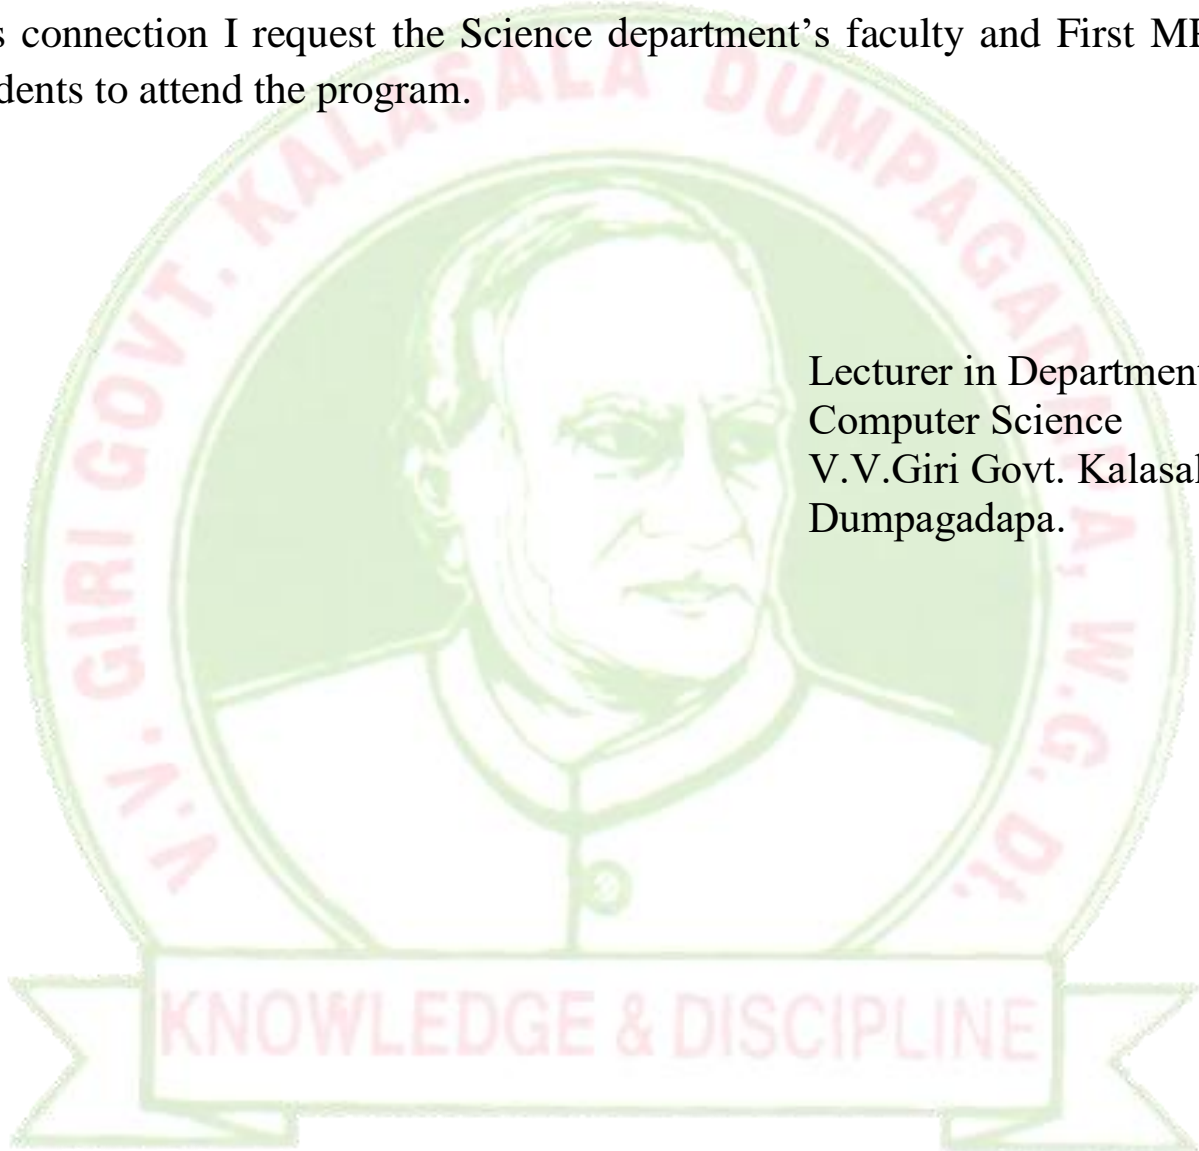 s connection I request the Science department’s faculty and First MP
dents to attend the program.
V.V. GIRI GOVT. KALASALA DUMPAGADAPA, W.G. Dt.
Lecturer in Department
Computer Science
V.V.Giri Govt. Kalasal
Dumpagadapa.
KNOWLEDGE & DISCIPLINE